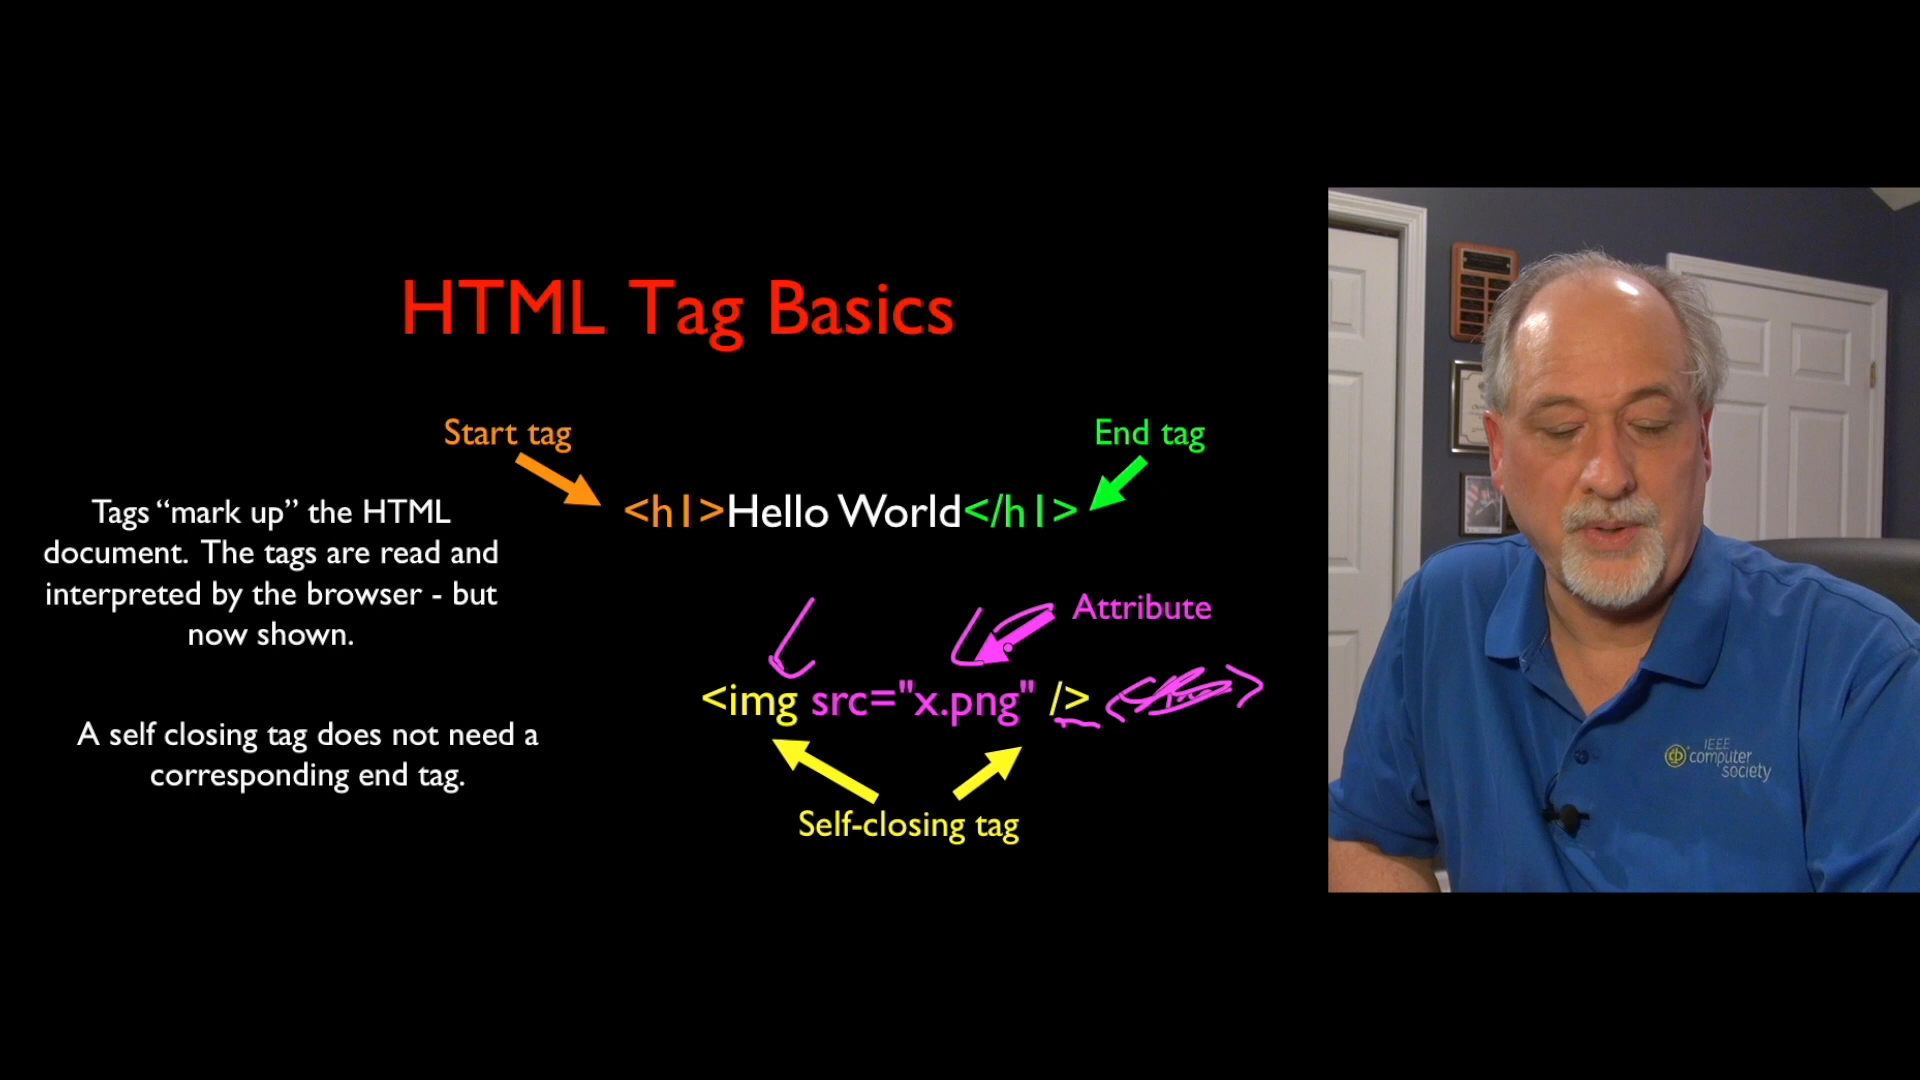 HTML Tag Basics
Start tag
End tag
<h1>Hello World</h1>
Tags “mark up” the HTML
document. The tags are read and
interpreted by the browser - but
now shown.
Attribute
<img src="x.png" />
A self closing tag does not need a
corresponding end tag.
Self-closing tag
IEEE
computer
society